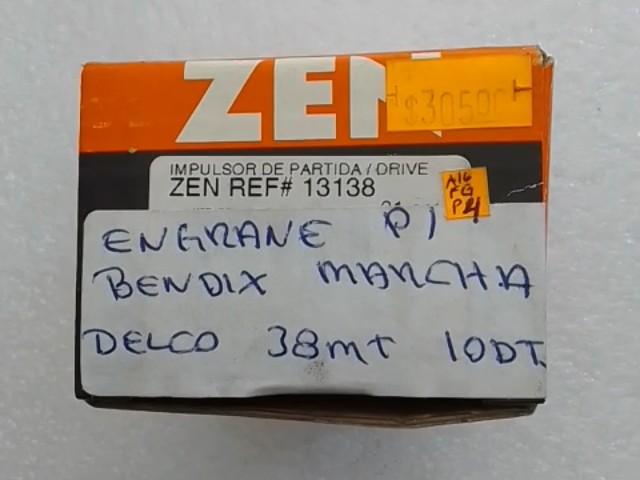 ZEN
$305.00
IMPULSOR DE PARTIDA / DRIVE
ZEN REF# 13138
A16
FG
P4
ENGRANE P/
BENDIX MARCHA
DELCO 38MT 10DT.